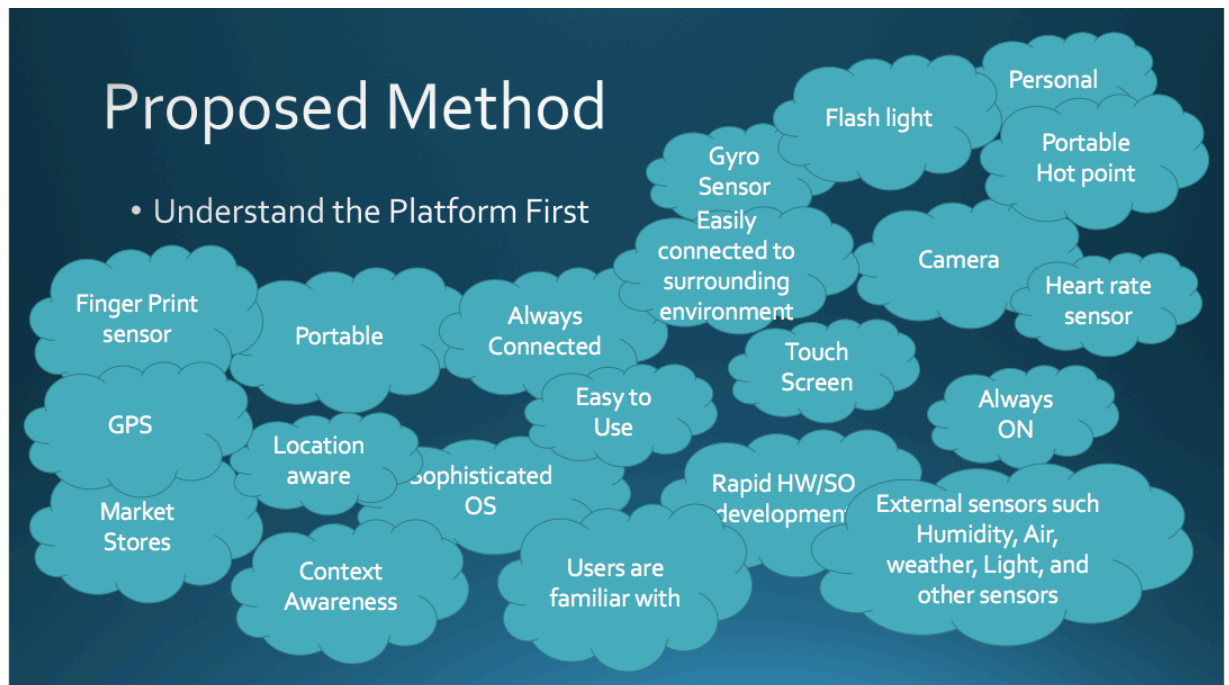 Proposed Method
• Understand the Platform First
Personal
Flash light
Portable
Hot point
Gyro
Sensor
Easily
connected to
surrounding
environment
Camera
Heart rate
sensor
Finger Print
sensor
Portable
Always
Connected
Touch
Screen
Easy to
Use
Always
ON
GPS
Location
aware
Sophisticated
OS
Rapid HW/SO
development
External sensors such
Humidity, Air,
weather, Light, and
other sensors
Market
Stores
Context
Awareness
Users are
familiar with